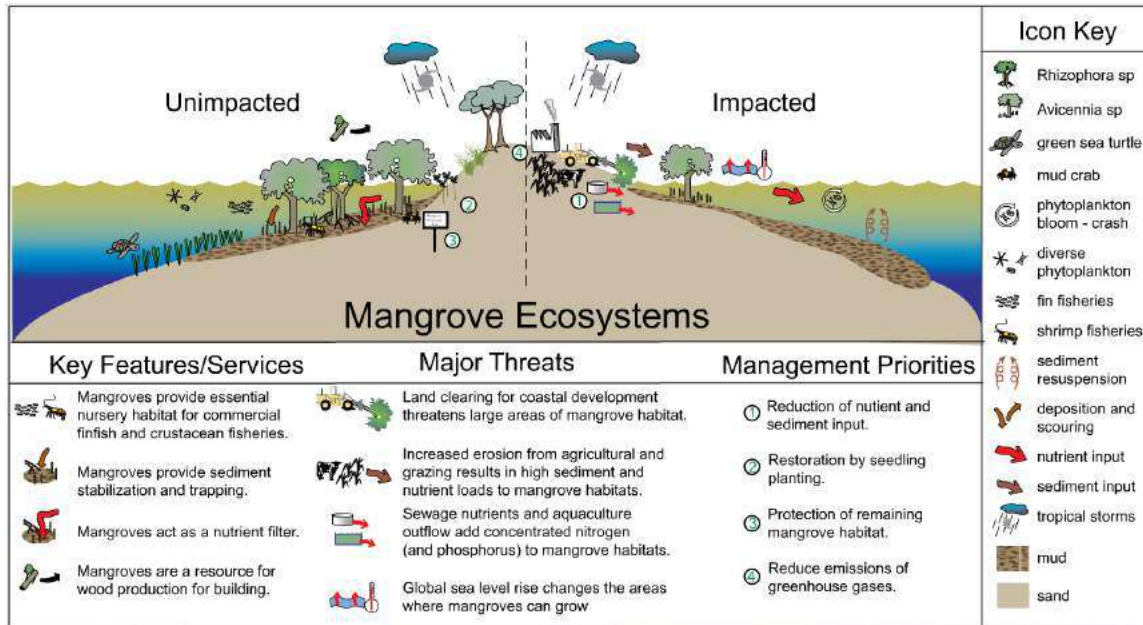 Unimpacted
Impacted
4
2
1
3
Mangrove Ecosystems
Key Features/Services
Mangroves provide essential
nursery habitat for commercial
finfish and crustacean fisheries.
Mangroves provide sediment
stabilization and trapping.
Mangroves act as a nutrient filter.
Mangroves are a resource for
wood production for building.
Major Threats
Land clearing for coastal development
threatens large areas of mangrove habitat.
Increased erosion from agricultural and
grazing results in high sediment and
nutrient loads to mangrove habitats.
Sewage nutrients and aquaculture
outflow add concentrated nitrogen
(and phosphorus) to mangrove habitats.
Global sea level rise changes the areas
where mangroves can grow
Management Priorities
1 Reduction of nutient and
sediment input.
2 Restoration by seedling
planting.
3 Protection of remaining
mangrove habitat.
4 Reduce emissions of
greenhouse gases.
Icon Key
Rhizophora sp
Avicennia sp
green sea turtle
mud crab
phytoplankton
bloom - crash
diverse
phytoplankton
fin fisheries
shrimp fisheries
sediment
resuspension
deposition and
scouring
nutrient input
sediment input
tropical storms
mud
sand